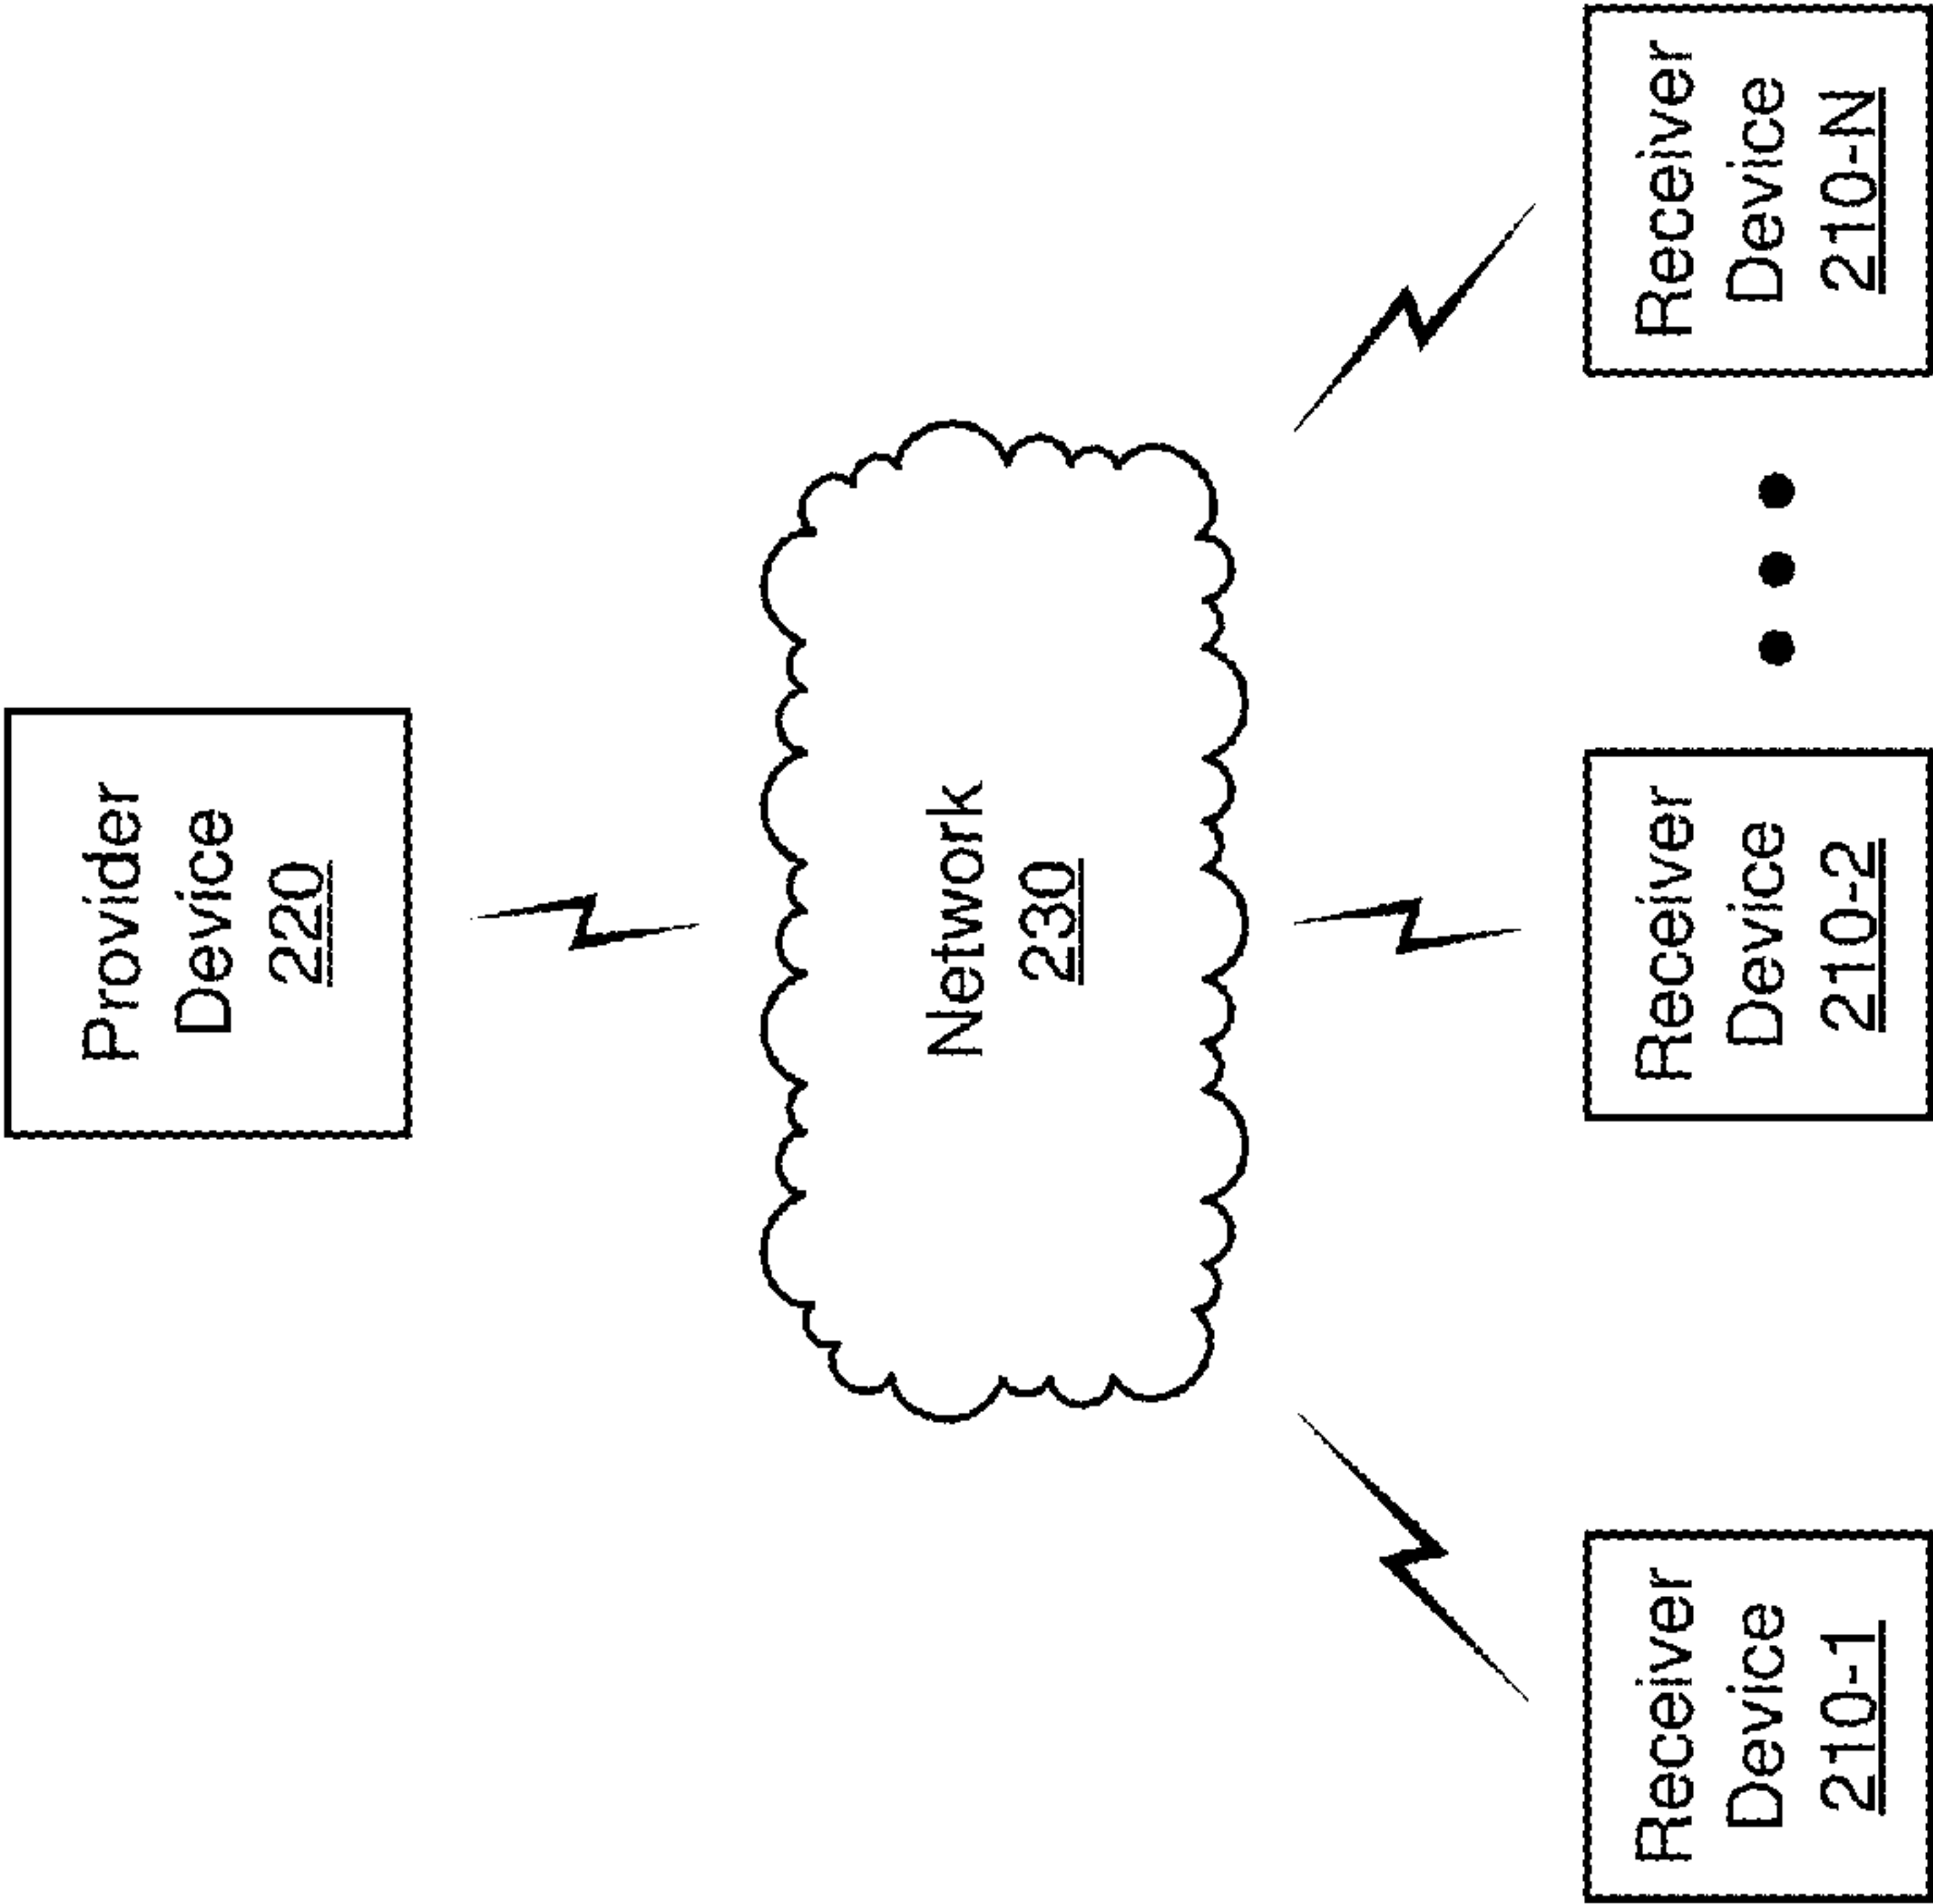 Provider
Device
220
Network
230
Receiver
Device
210-1
Receiver
Device
210-2
Receiver
Device
210-N